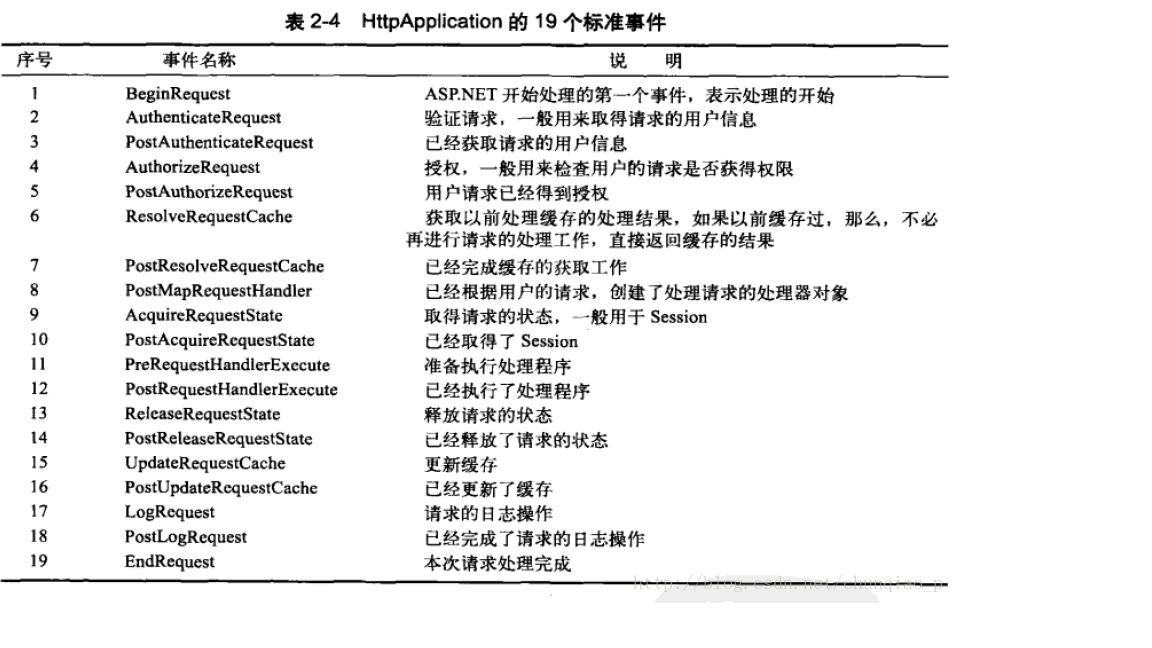 表 2-4 HttpApplication 的 19 个标准事件
序号 事件名称 说 明
1 BeginRequest ASP.NET 开始处理的第一个事件，表示处理的开始
2 AuthenticateRequest 验证请求，一般用来取得请求的用户信息
3 PostAuthenticateRequest 已经获取请求的用户信息
4 AuthorizeRequest 授权，一般用来检查用户的请求是否获得权限
5 PostAuthorizeRequest 用户请求已经得到授权
6 ResolveRequestCache 获取以前处理缓存的处理结果，如果以前缓存过，那么，不必
再进行请求的处理工作，直接返回缓存的结果
7 PostResolveRequestCache 已经完成缓存的获取工作
8 PostMapRequestHandler 已经根据用户的请求，创建了处理请求的处理器对象
9 AcquireRequestState 取得请求的状态，一般用于 Session
10 PostAcquireRequestState 已经取得了 Session
11 PreRequestHandlerExecute 准备执行处理程序
12 PostRequestHandlerExecute 已经执行了处理程序
13 ReleaseRequestState 释放请求的状态
14 PostReleaseRequestState 已经释放了请求的状态
15 UpdateRequestCache 更新缓存
16 PostUpdateRequestCache 已经更新了缓存
17 LogRequest 请求的日志操作
18 PostLogRequest 已经完成了请求的日志操作
19 EndRequest 本次请求处理完成
http://blog.csdn.net/chunqiao_p